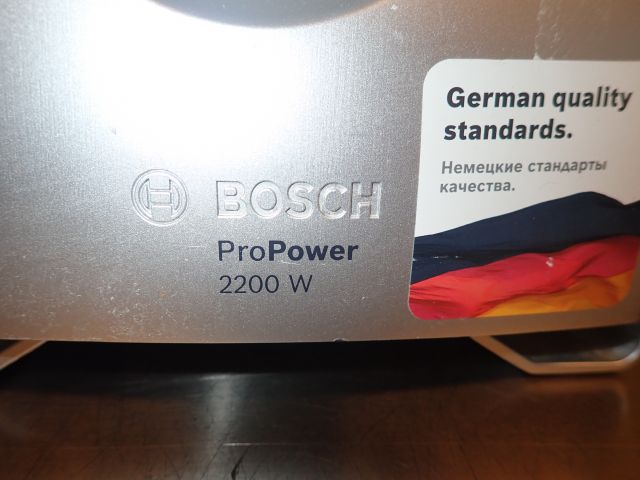 BOSCH
ProPower
2200 W
German quality
standards.
Немецкие стандарты
качества.